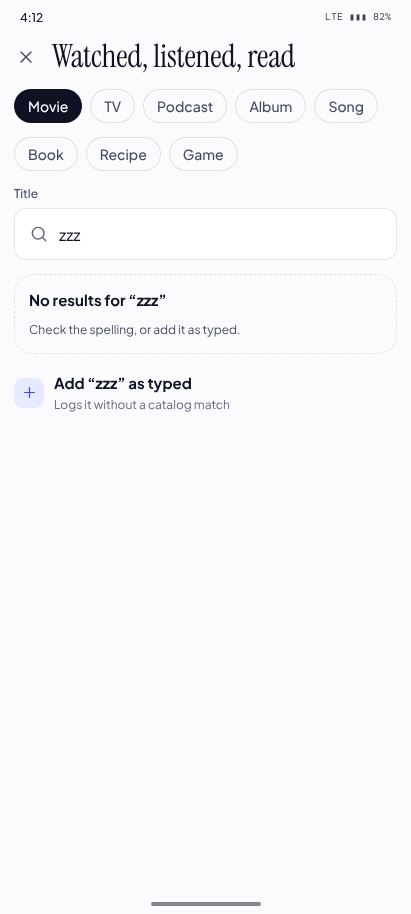 4:12
LTE 82%
Watched, listened, read
Movie TV Podcast Album Song
Book Recipe Game
Title
zzz
No results for “zzz”
Check the spelling, or add it as typed.
Add “zzz” as typed
Logs it without a catalog match